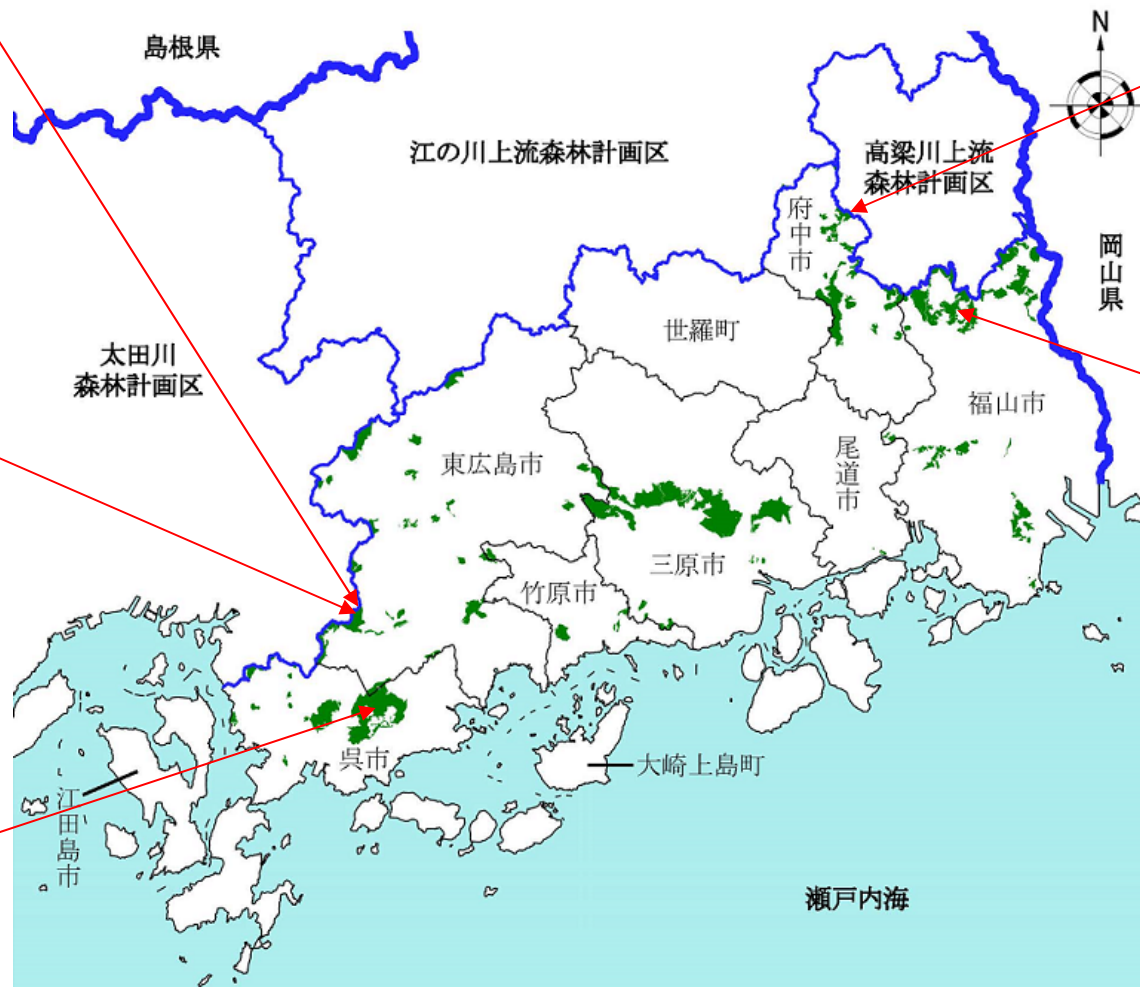 N
島根県
江の川上流森林計画区
高梁川上流
森林計画区
府中市
岡山県
世羅町
太田川
森林計画区
福山市
東広島市
尾道市
三原市
竹原市
呉市
大崎上島町
江田島市
瀬戸内海